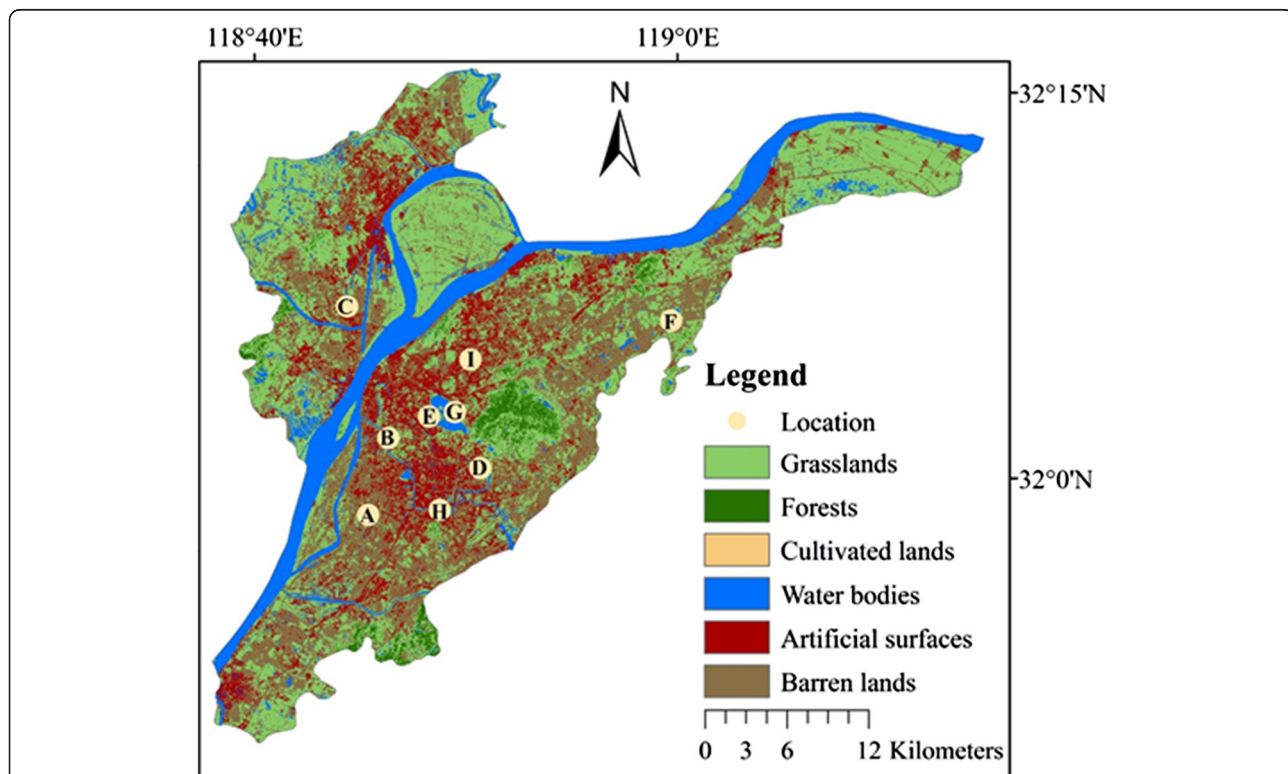 118°40'E 119°0'E
32°15'N
N
C
F
I
E G
B
D
32°0'N
A
H
Legend
Location
Grasslands
Forests
Cultivated lands
Water bodies
Artificial surfaces
Barren lands
0 3 6 12 Kilometers